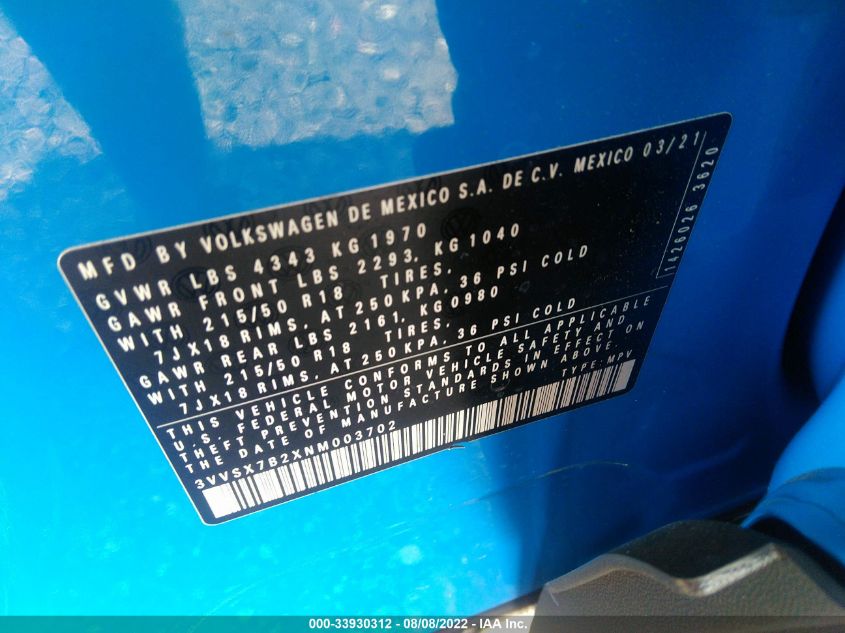 MFD BY VOLKSWAGEN DE MEXICO S.A. DE C.V. MEXICO 03/21
GVWR LBS 4343 KG 1970
GAWR FRONT LBS 2293, KG 1040
WITH 215/50 R18 TIRES,
7JX18 RIMS, AT 250 KPA, 36 PSI COLD
GAWR REAR LBS 2161, KG0980
WITH 215/50 R18 TIRES,
7JX18 RIMS, AT 250 KPA, 36 PSI COLD
THIS VEHICLE CONFORMS TO ALL APPLICABLE
U.S. FEDERAL MOTOR VEHICLE SAFETY AND
THEFT PREVENTION STANDARDS IN EFFECT ON
THE DATE OF MANUFACTURE SHOWN ABOVE.
3VVSX7B2XNM003702 TYPE: MPV
1426026 3620
000-33930312 - 08/08/2022 - IAA Inc.